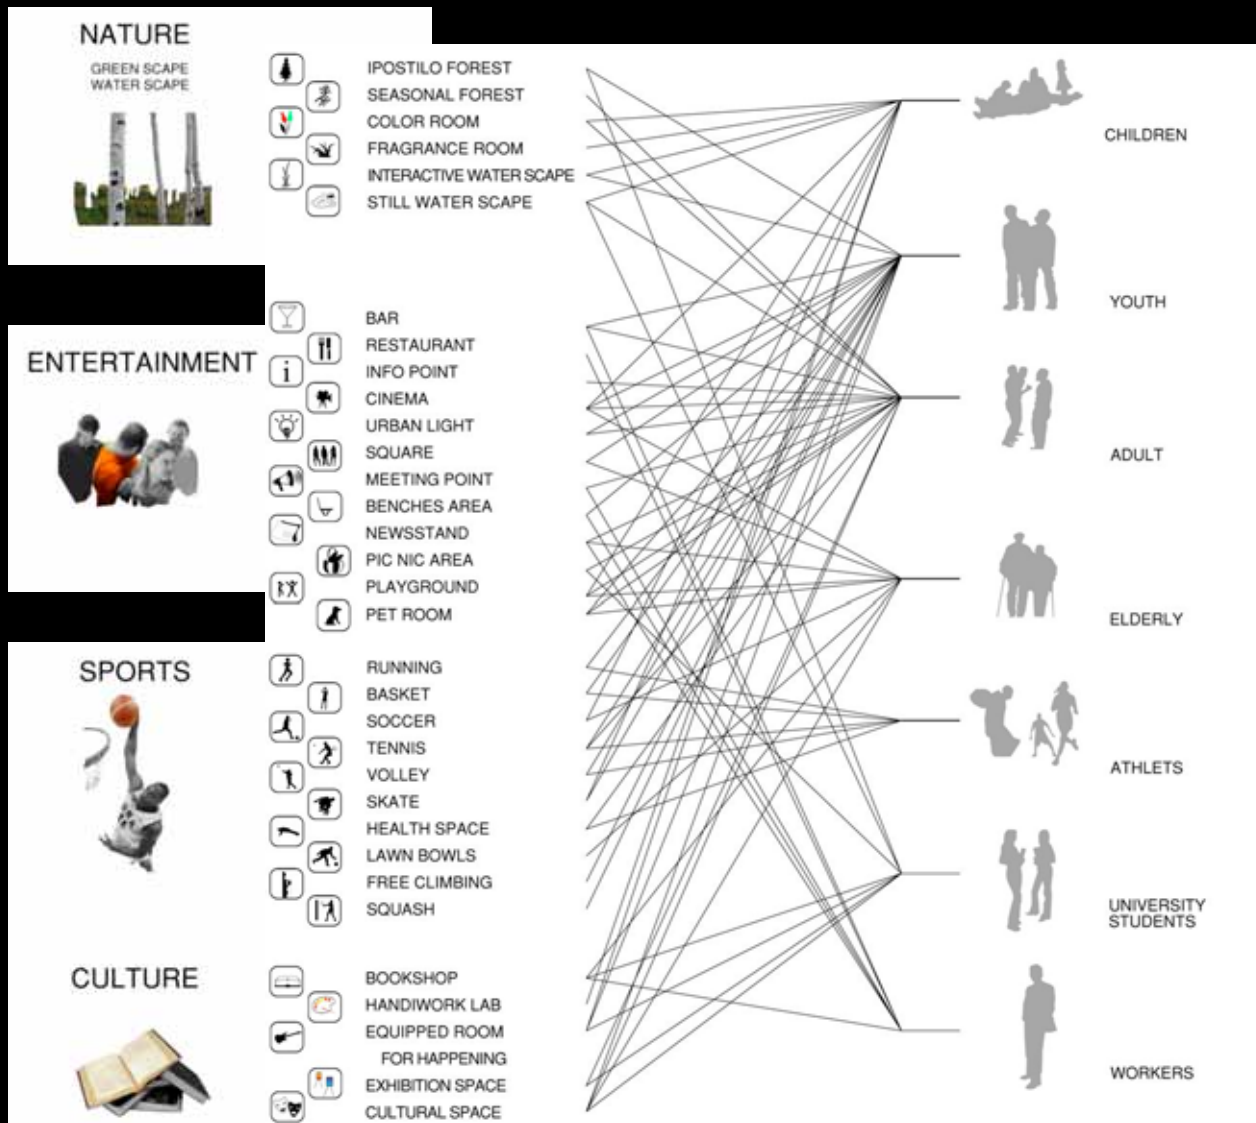 NATURE
GREEN SCAPE
WATER SCAPE
IPOSTILO FOREST
SEASONAL FOREST
COLOR ROOM
FRAGRANCE ROOM
INTERACTIVE WATER SCAPE
STILL WATER SCAPE
ENTERTAINMENT
BAR
RESTAURANT
i
INFO POINT
CINEMA
URBAN LIGHT
SQUARE
MEETING POINT
BENCHES AREA
NEWSSTAND
PIC NIC AREA
PLAYGROUND
PET ROOM
SPORTS
RUNNING
BASKET
SOCCER
TENNIS
VOLLEY
SKATE
HEALTH SPACE
LAWN BOWLS
FREE CLIMBING
SQUASH
CULTURE
BOOKSHOP
HANDIWORK LAB
EQUIPPED ROOM
FOR HAPPENING
EXHIBITION SPACE
CULTURAL SPACE
CHILDREN
YOUTH
ADULT
ELDERLY
ATHLETS
UNIVERSITY
STUDENTS
WORKERS